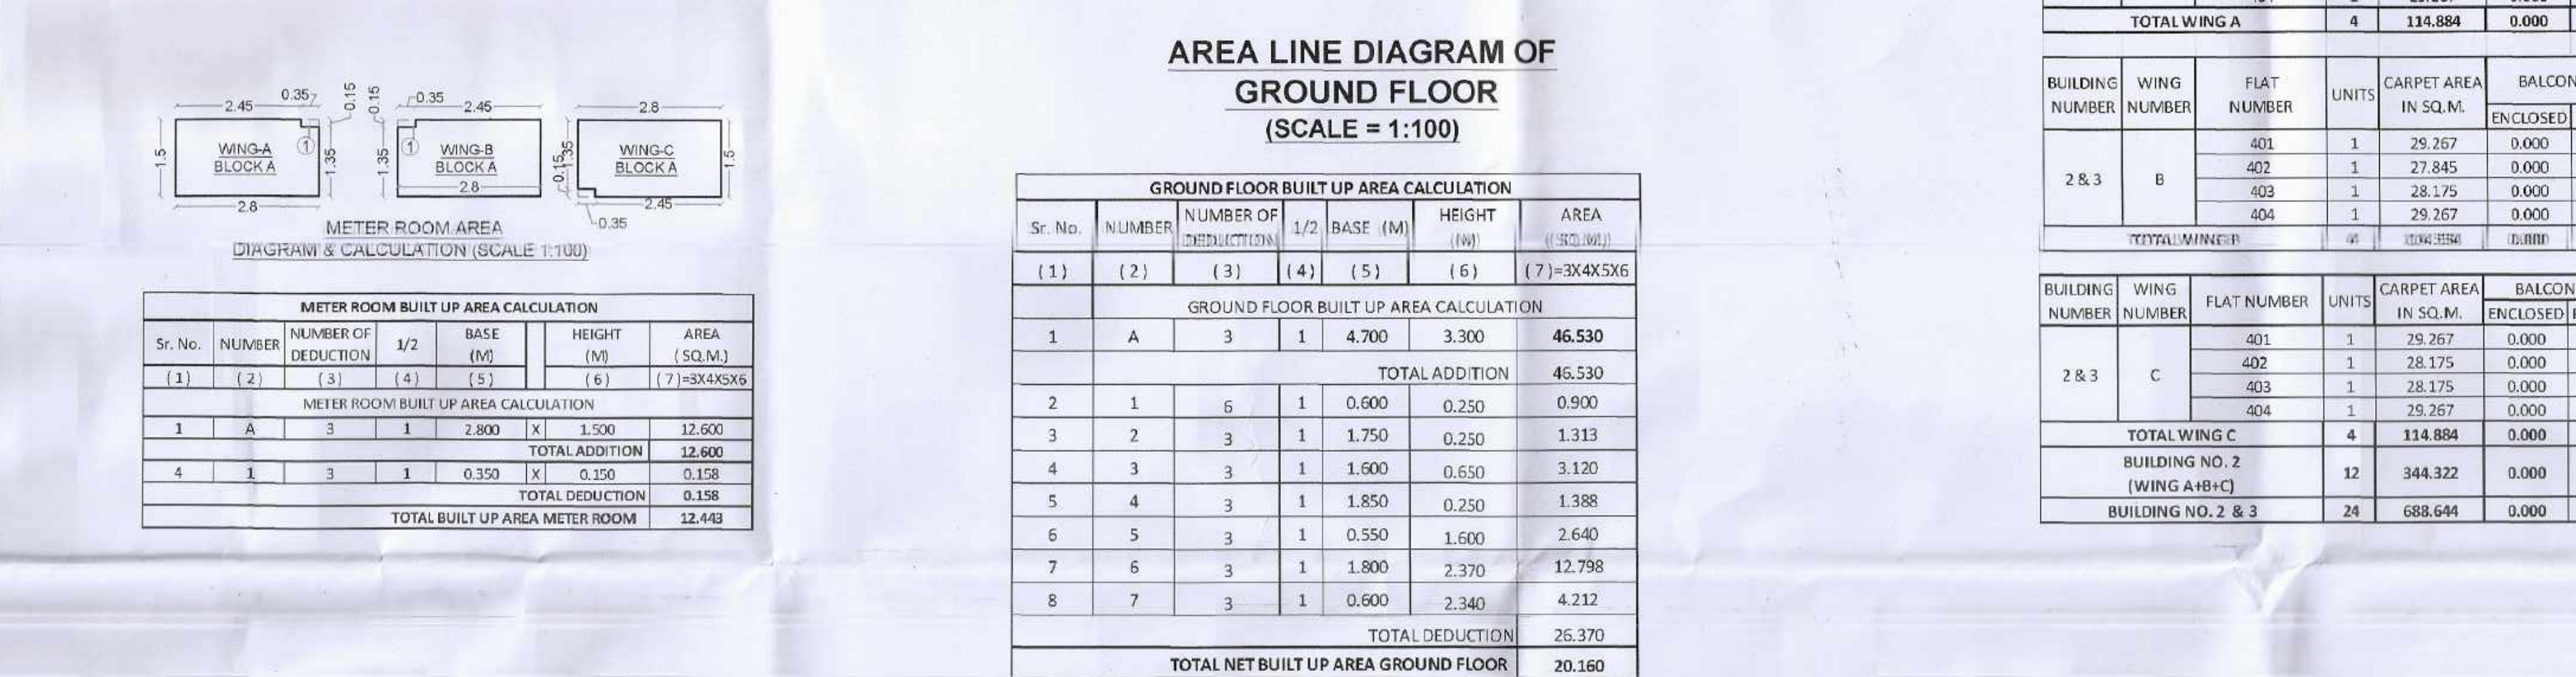 2.45
0.35
0.15
0.15
0.35
2.45
2.8
1.5
WING-A
BLOCK A
1
1.35
1.35
1
WING-B
BLOCK A
2.8
0.15
1.35
WING-C
BLOCK A
1.5
2.8
2.45
0.35
METER ROOM AREA
DIAGRAM & CALCULATION (SCALE 1:100)
METER ROOM BUILT UP AREA CALCULATION
Sr. No. NUMBER NUMBER OF DEDUCTION 1/2 BASE (M) HEIGHT (M) AREA (SQ.M.)
(1) (2) (3) (4) (5) (6) (7)=3X4X5X6
METER ROOM BUILT UP AREA CALCULATION
1 A 3 1 2.800 X 1.500 12.600
TOTAL ADDITION 12.600
4 1 3 1 0.350 X 0.150 0.158
TOTAL DEDUCTION 0.158
TOTAL BUILT UP AREA METER ROOM 12.443
AREA LINE DIAGRAM OF
GROUND FLOOR
(SCALE = 1:100)
GROUND FLOOR BUILT UP AREA CALCULATION
Sr. No. NUMBER NUMBER OF DEDUCTION 1/2 BASE (M) HEIGHT (M) AREA (SQ.M.)
(1) (2) (3) (4) (5) (6) (7)=3X4X5X6
GROUND FLOOR BUILT UP AREA CALCULATION
1 A 3 1 4.700 3.300 46.530
TOTAL ADDITION 46.530
2 1 6 1 0.600 0.250 0.900
3 2 3 1 1.750 0.250 1.313
4 3 3 1 1.600 0.650 3.120
5 4 3 1 1.850 0.250 1.388
6 5 3 1 0.550 1.600 2.640
7 6 3 1 1.800 2.370 12.798
8 7 3 1 0.600 2.340 4.212
TOTAL DEDUCTION 26.370
TOTAL NET BUILT UP AREA GROUND FLOOR 20.160
TOTAL WING A 4 114.884 0.000
BUILDING NUMBER WING NUMBER FLAT NUMBER UNITS CARPET AREA IN SQ.M. BALCON
ENCLOSED
401 1 29.267 0.000
402 1 27.845 0.000
2 & 3 B
403 1 28.175 0.000
404 1 29.267 0.000
TOTAL WING B 4 0.000
BUILDING NUMBER WING NUMBER FLAT NUMBER UNITS CARPET AREA IN SQ.M. BALCON
ENCLOSED
401 1 29.267 0.000
402 1 28.175 0.000
2 & 3 C
403 1 28.175 0.000
404 1 29.267 0.000
TOTAL WING C 4 114.884 0.000
BUILDING NO. 2
(WING A+B+C) 12 344.322 0.000
BUILDING NO. 2 & 3 24 688.644 0.000